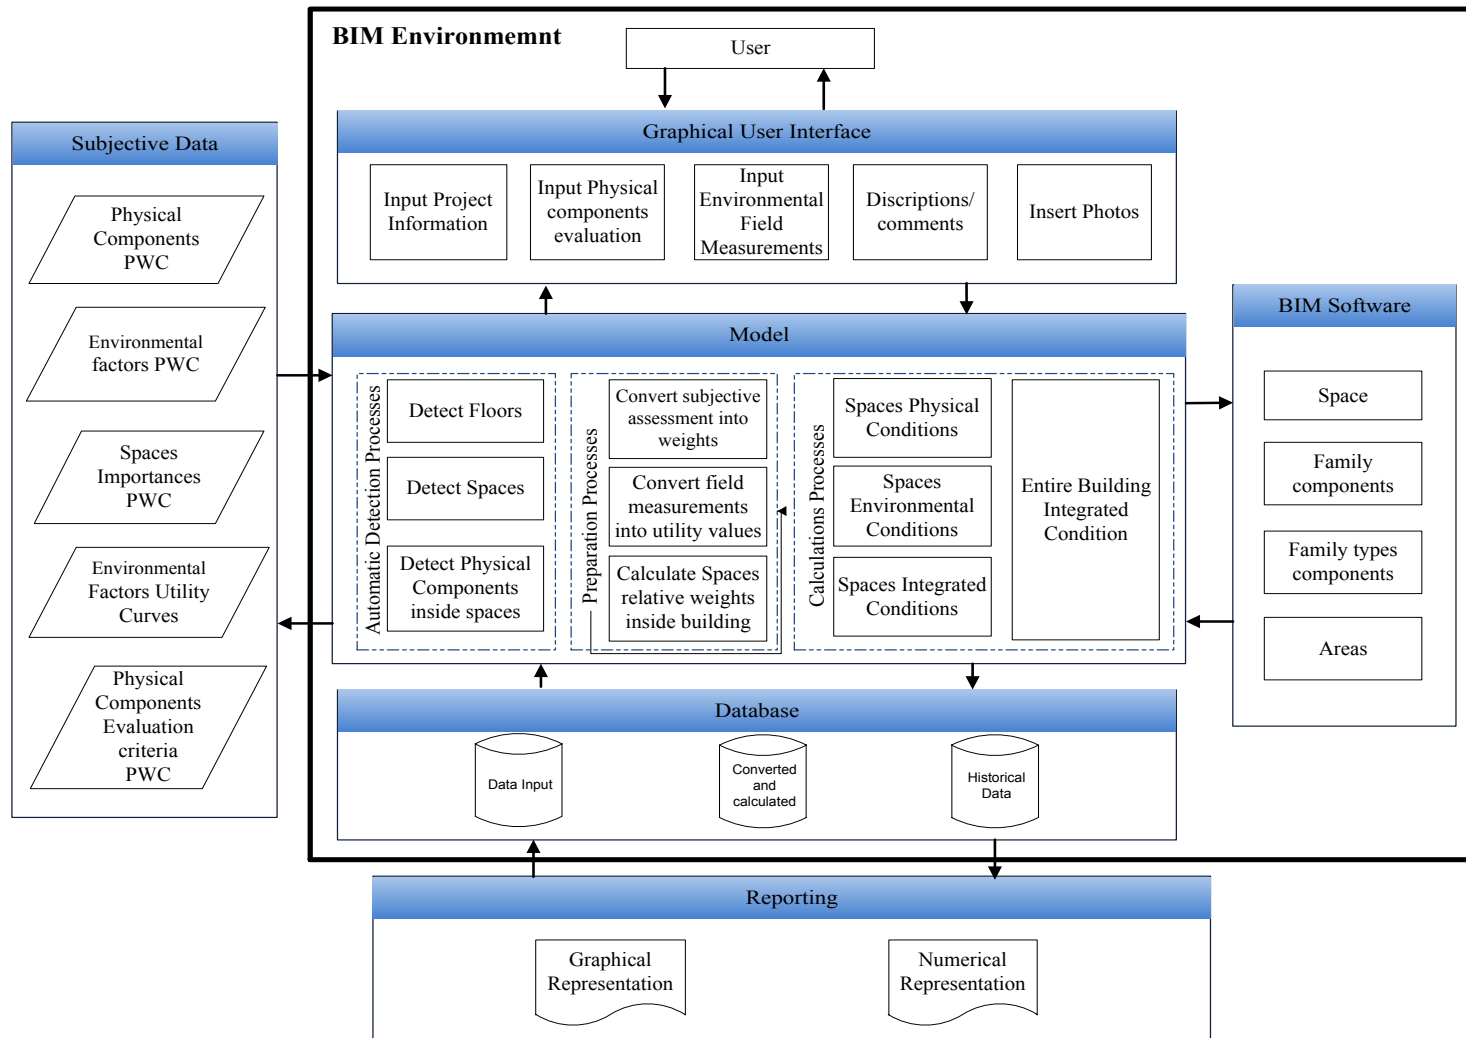 BIM Environmemnt
User
Subjective Data
Physical
Components
PWC
Environmental
factors PWC
Spaces
Importances
PWC
Environmental
Factors Utility
Curves
Physical
Components
Evaluation
criteria
PWC
Graphical User Interface
Input Project
Information
Input Physical
components
evaluation
Input
Environmental
Field
Measurements
Discriptions/
comments
Insert Photos
Model
Automatic Detection Processes
Detect Floors
Detect Spaces
Detect Physical
Components
inside spaces
Preparation Processes
Convert subjective
assessment into
weights
Convert field
measurements
into utility values
Calculate Spaces
relative weights
inside building
Calculations Processes
Spaces Physical
Conditions
Spaces
Environmental
Conditions
Spaces Integrated
Conditions
Entire Building
Integrated
Condition
BIM Software
Space
Family
components
Family types
components
Areas
Database
Data Input
Converted
and
calculated
Historical
Data
Reporting
Graphical
Representation
Numerical
Representation